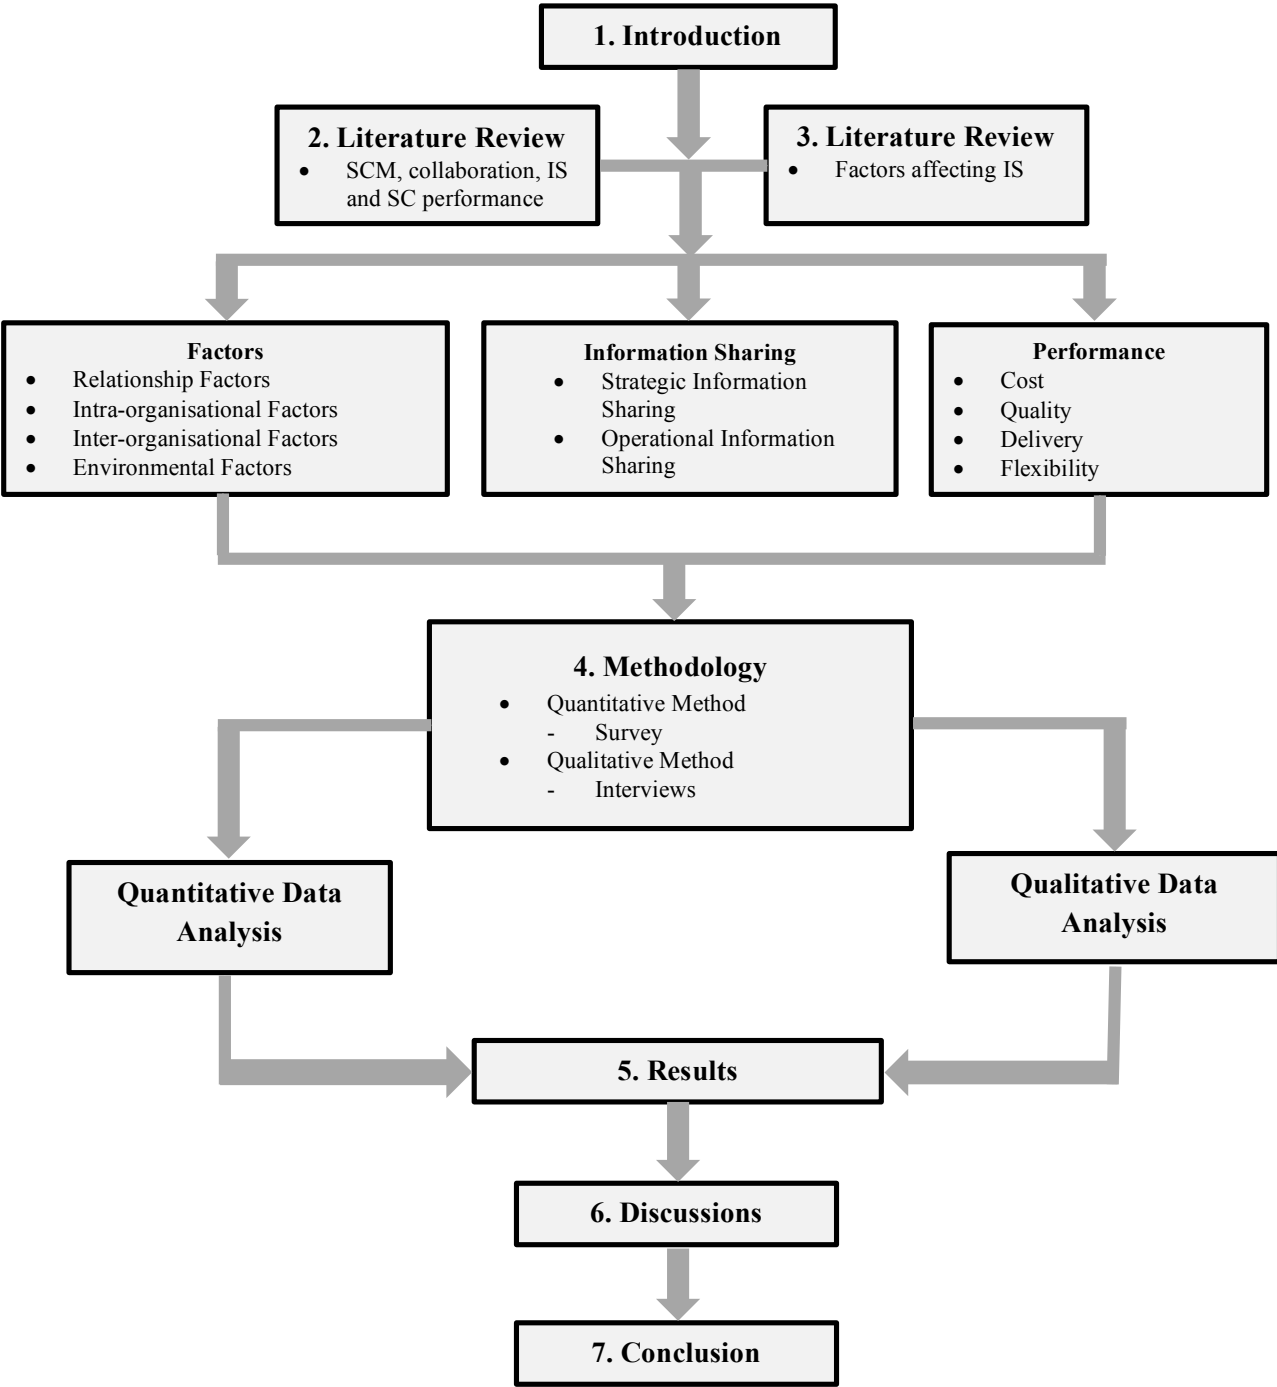 1. Introduction
2. Literature Review
• SCM, collaboration, IS
and SC performance
3. Literature Review
• Factors affecting IS
Factors
• Relationship Factors
• Intra-organisational Factors
• Inter-organisational Factors
• Environmental Factors
Information Sharing
• Strategic Information
Sharing
• Operational Information
Sharing
Performance
• Cost
• Quality
• Delivery
• Flexibility
4. Methodology
• Quantitative Method
- Survey
• Qualitative Method
- Interviews
Quantitative Data
Analysis
Qualitative Data
Analysis
5. Results
6. Discussions
7. Conclusion